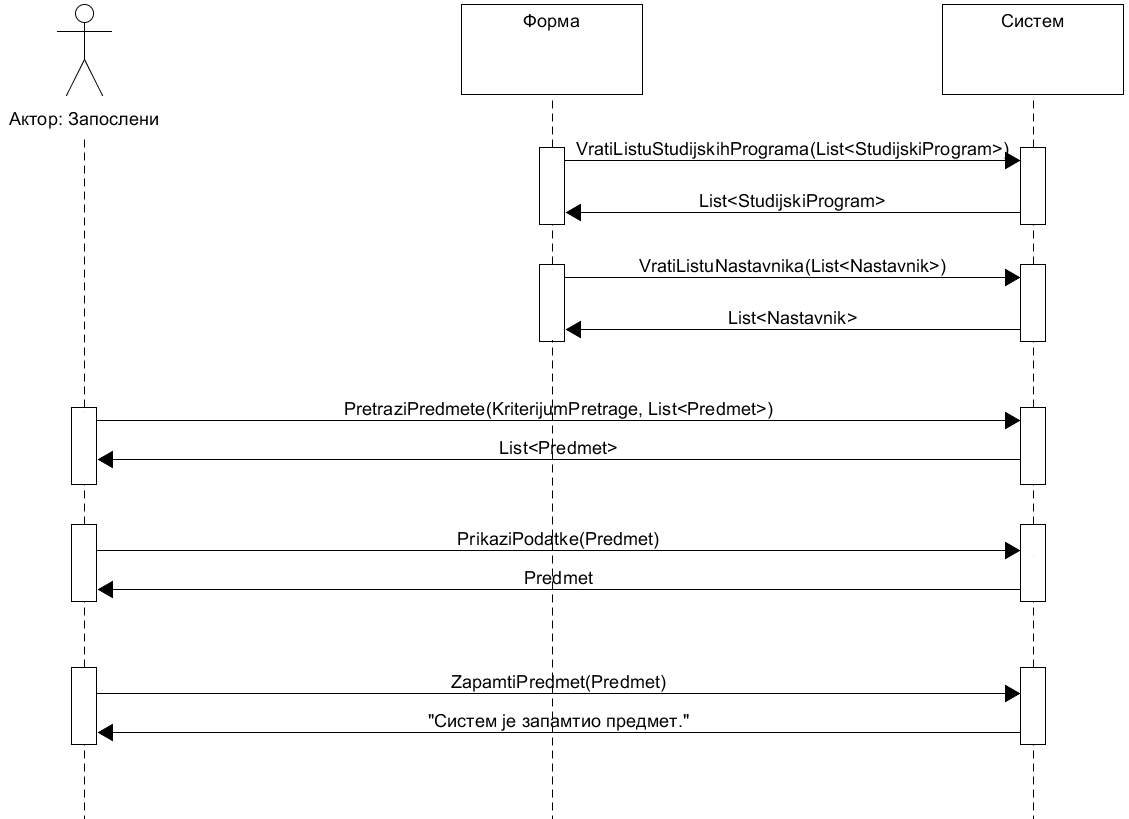 Форма
Систем
Актор: Запослени
VratiListuStudijskihPrograma(List<StudijskiProgram>)
List<StudijskiProgram>
VratiListuNastavnika(List<Nastavnik>)
List<Nastavnik>
PretraziPredmete(KriterijumPretrage, List<Predmet>)
List<Predmet>
PrikaziPodatke(Predmet)
Predmet
ZapamtiPredmet(Predmet)
"Систем је запамтио предмет."